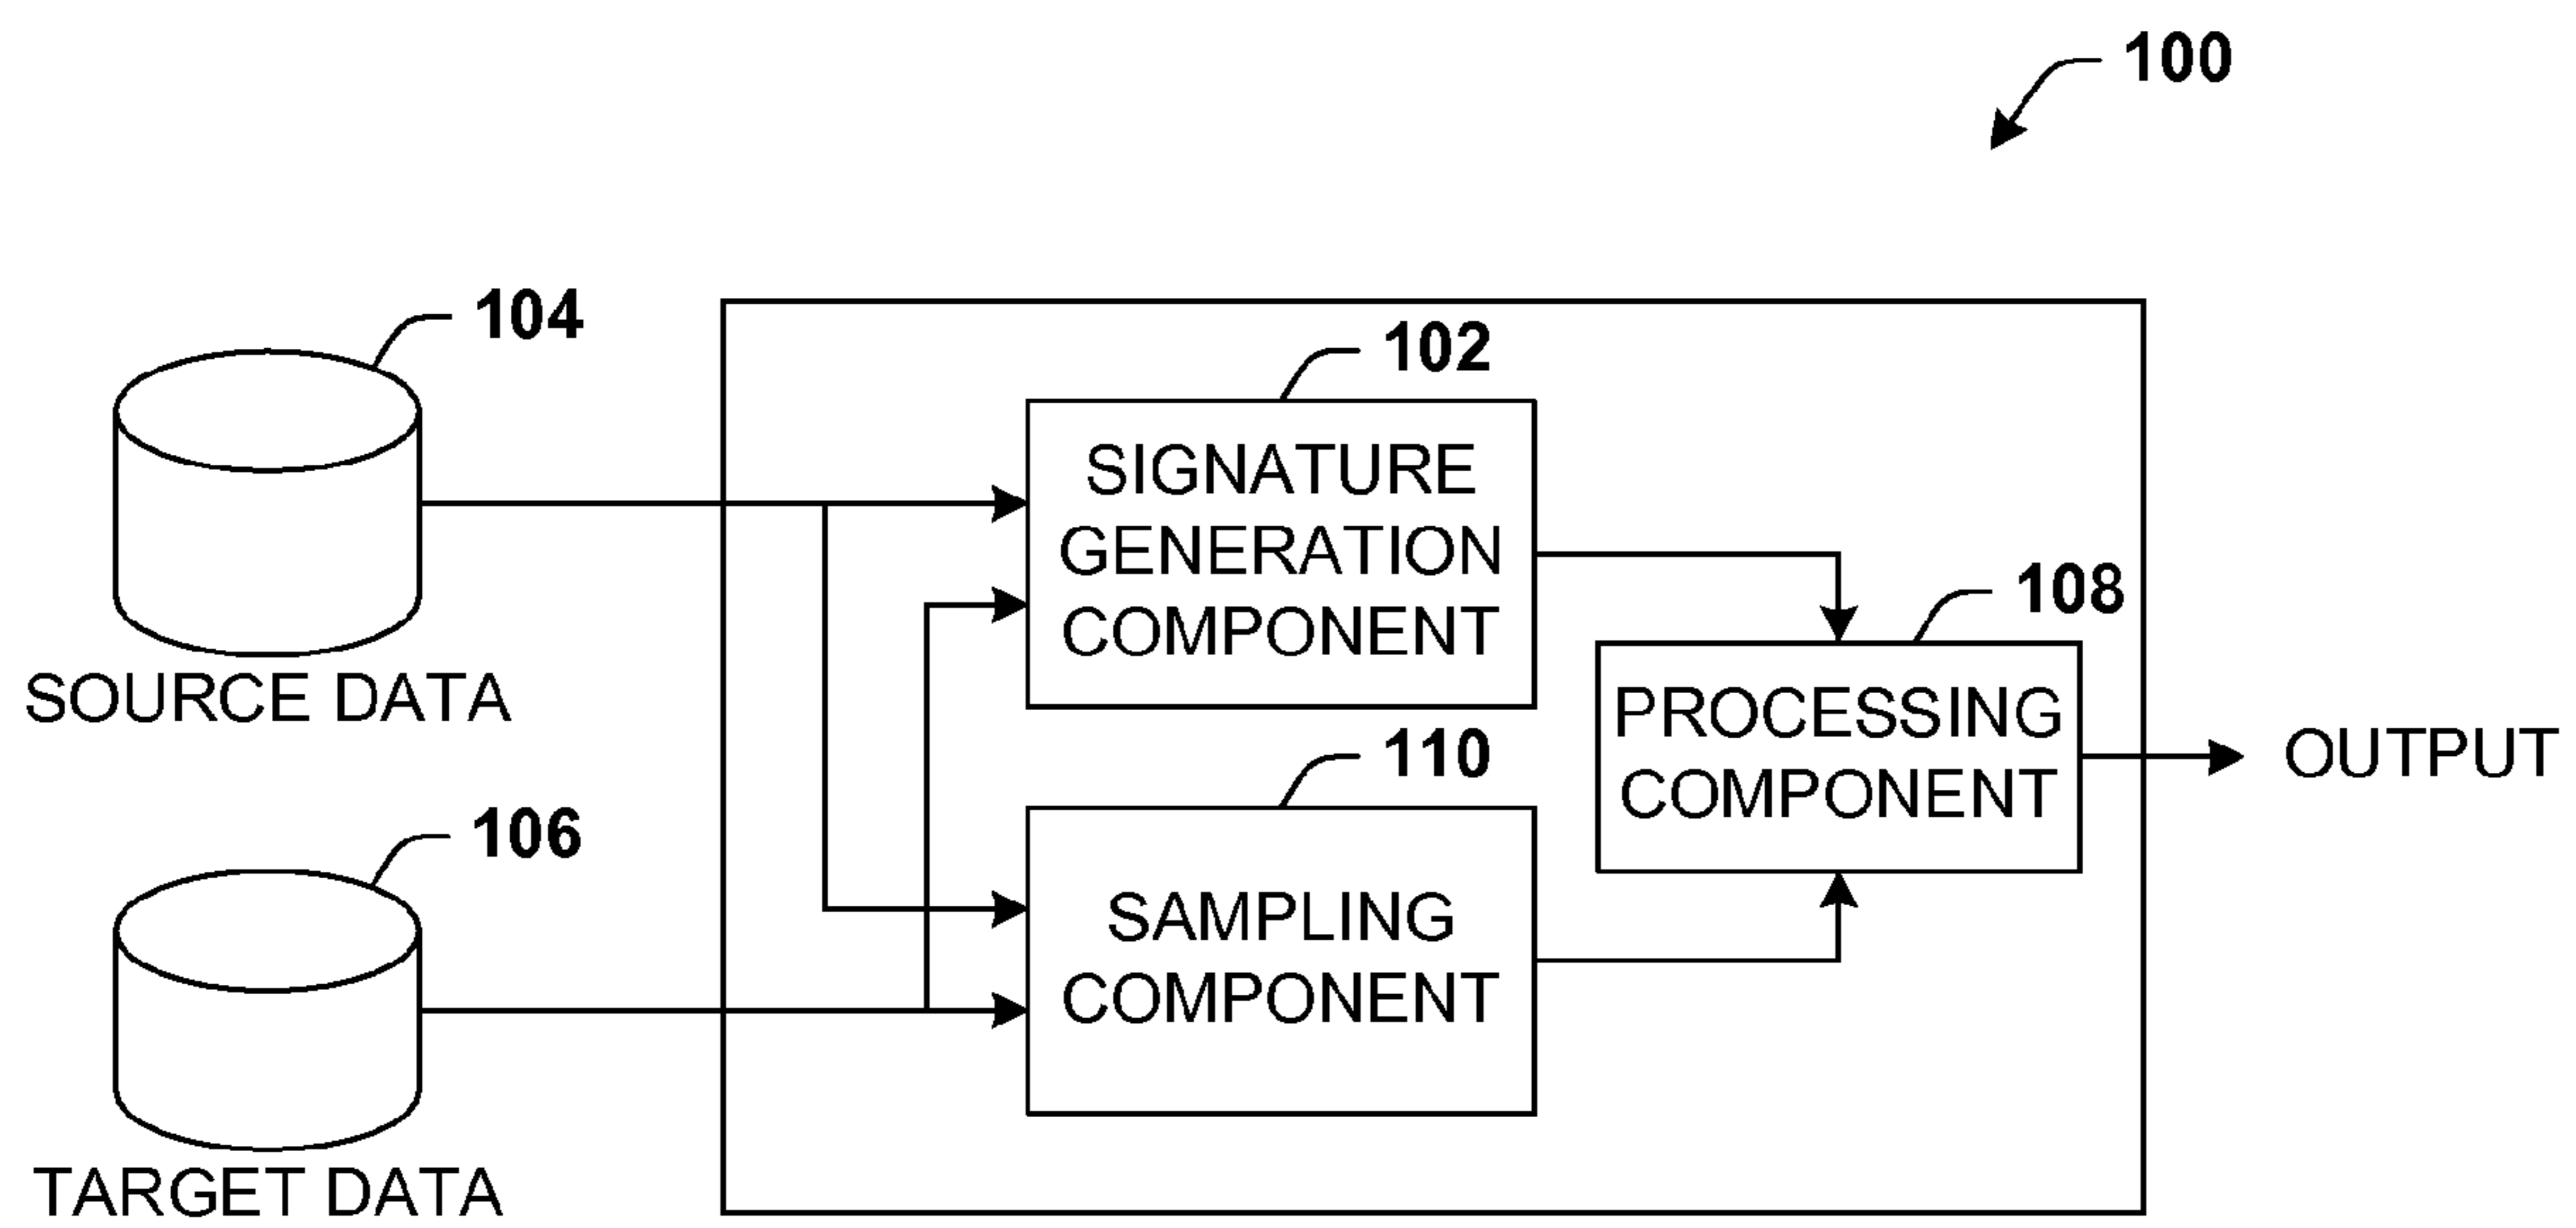 100
104
102
SIGNATURE
GENERATION
COMPONENT
108
SOURCE DATA
PROCESSING
COMPONENT
OUTPUT
110
106
SAMPLING
COMPONENT
TARGET DATA